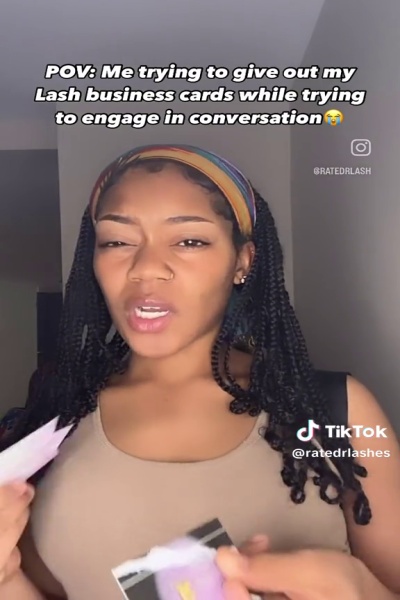 POV: Me trying to give out my
Lash business cards while trying
to engage in conversation😭
@RATEDRLASH
TikTok
@ratedrlashes